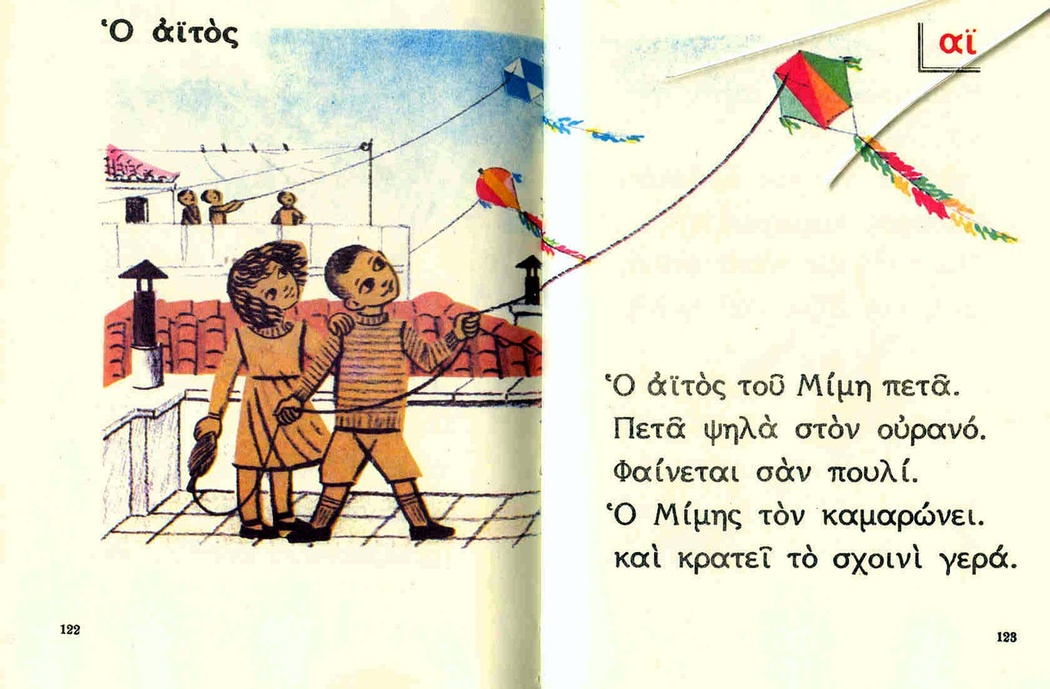 Ὁ ἀϊτὸς
αϊ
Ὁ ἀϊτὸς τοῦ Μίμη πετᾶ.
Πετᾶ ψηλὰ στὸν οὐρανό.
Φαίνεται σὰν πουλί.
Ὁ Μίμης τὸν καμαρώνει.
καὶ κρατεῖ τὸ σχοινὶ γερά.
122
123